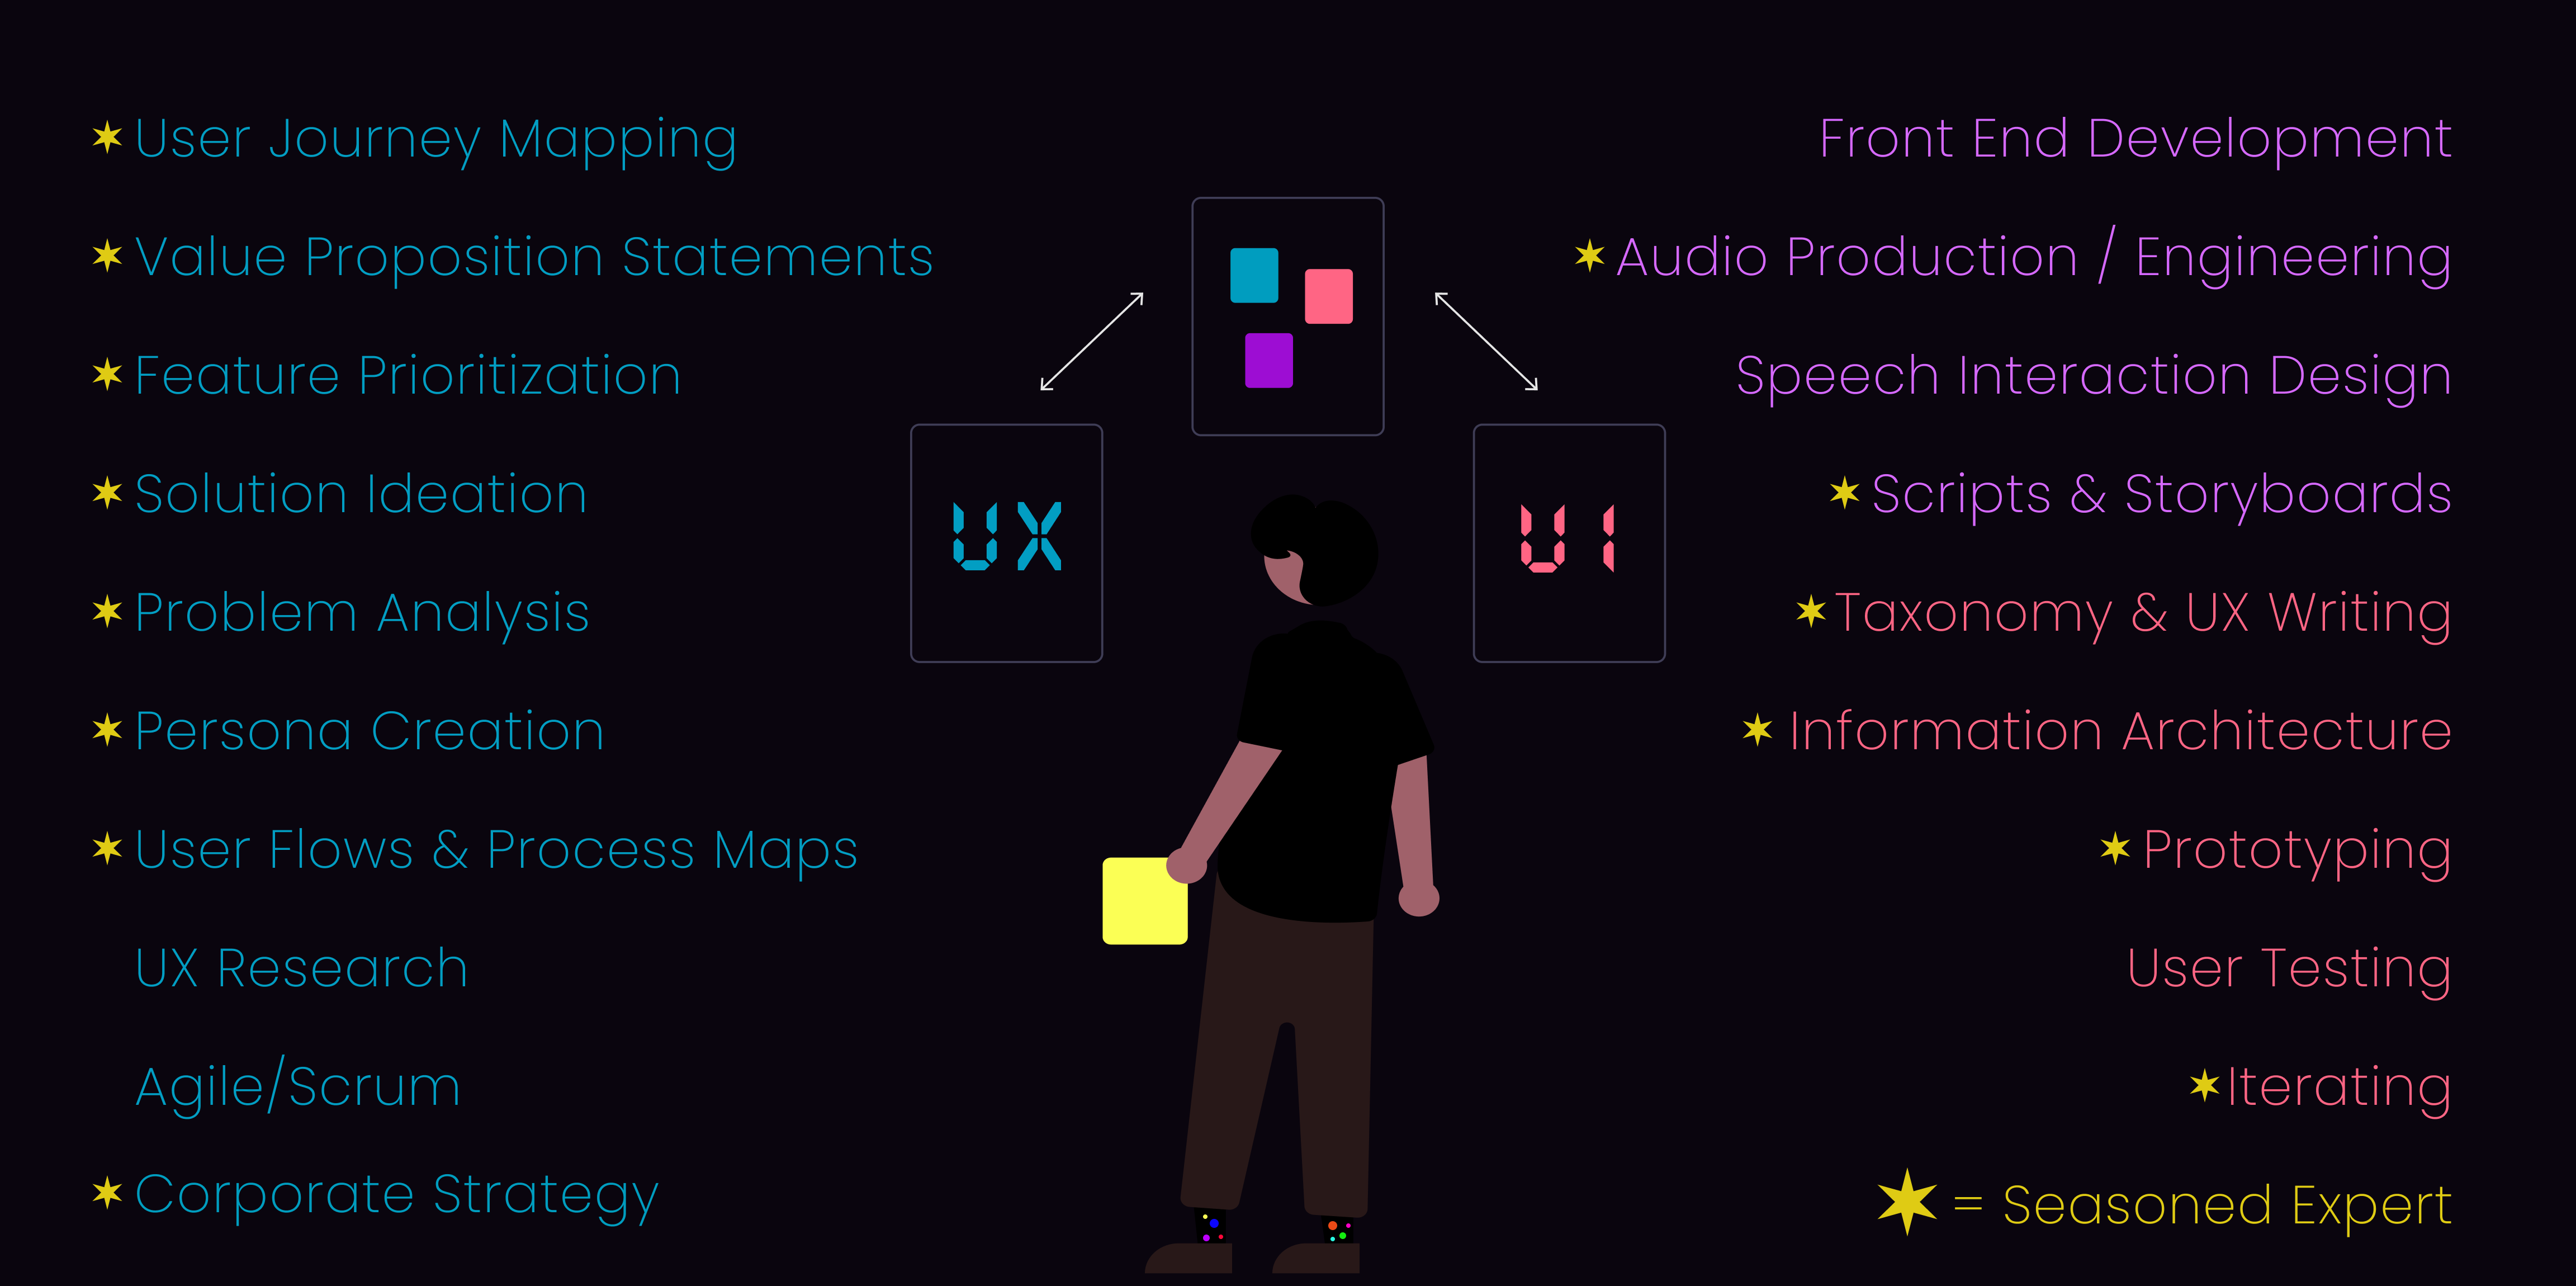 ✶ User Journey Mapping
✶ Value Proposition Statements
✶ Feature Prioritization
✶ Solution Ideation
✶ Problem Analysis
✶ Persona Creation
✶ User Flows & Process Maps
UX Research
Agile/Scrum
✶ Corporate Strategy
UX
UI
Front End Development
✶ Audio Production / Engineering
Speech Interaction Design
✶ Scripts & Storyboards
✶ Taxonomy & UX Writing
✶ Information Architecture
✶ Prototyping
User Testing
✶ Iterating
✶ = Seasoned Expert